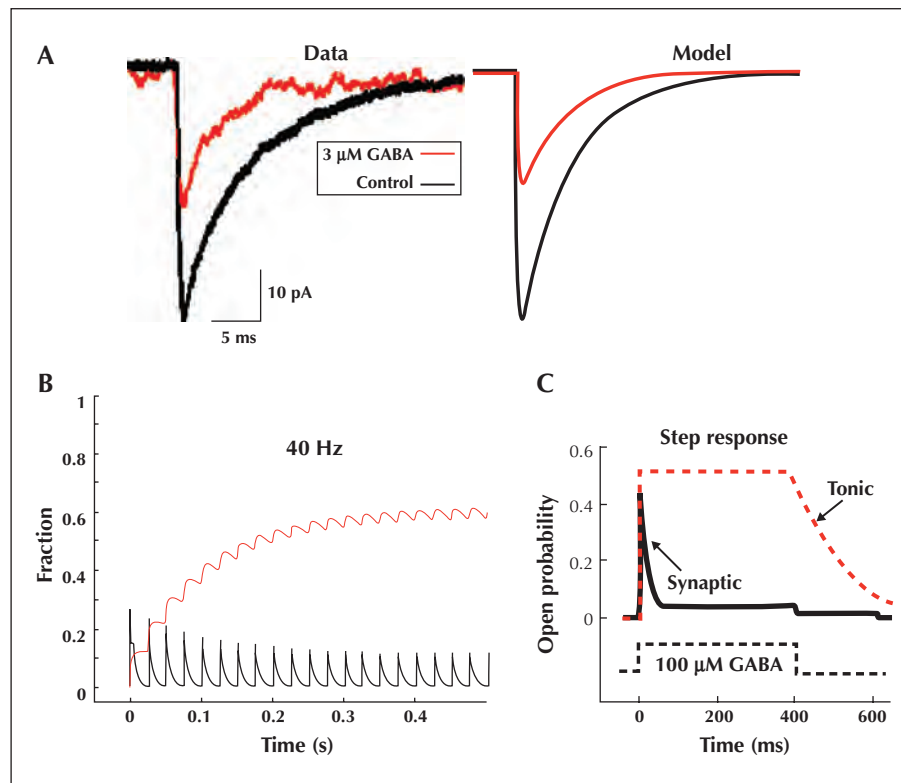 A
Data
Model
3 μM GABA
Control
10 pA
5 ms
B
40 Hz
1
0.8
0.6
0.4
0.2
0
Fraction
0
0.1
0.2
0.3
0.4
Time (s)
C
Step response
0.6
0.4
0.2
0
Open probability
Tonic
Synaptic
100 μM GABA
0
200
400
600
Time (ms)